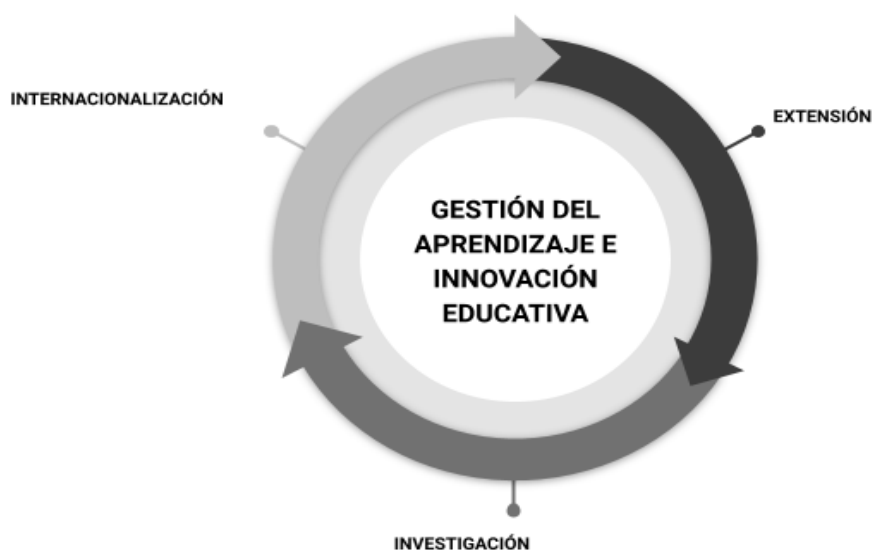 INTERNACIONALIZACIÓN
EXTENSIÓN
GESTIÓN DEL
APRENDIZAJE E
INNOVACIÓN
EDUCATIVA
INVESTIGACIÓN